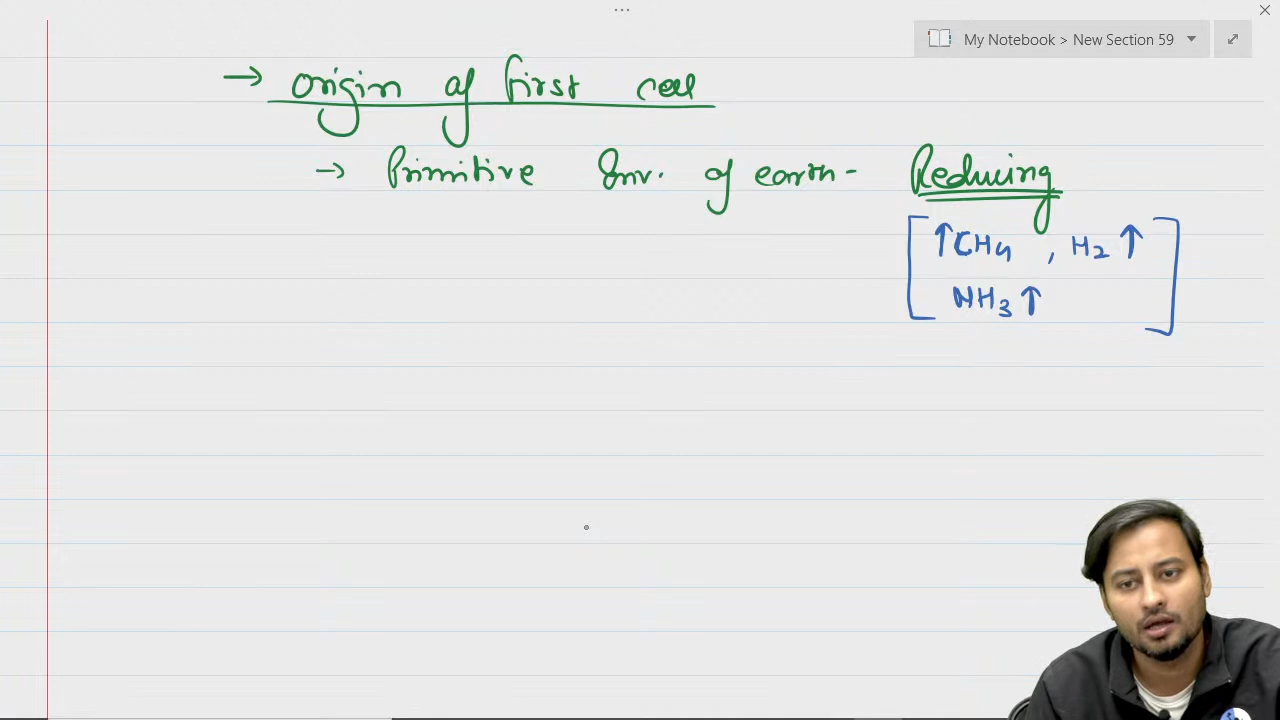 ...
My Notebook > New Section 59
→ Origin of first cell
→ Primitive Env. of earth - Reducing
[ ↑CH4 , H2 ↑
NH3 ↑ ]